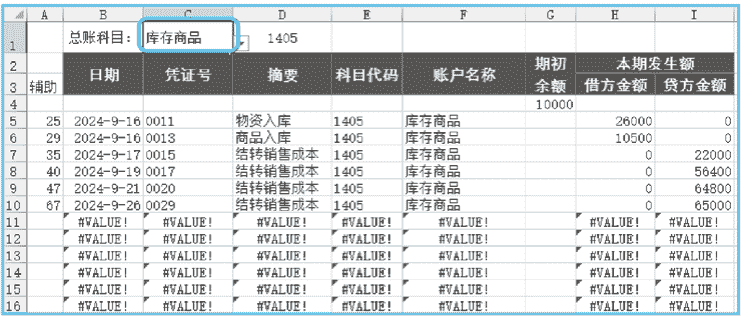 A B C D E F G H I
1 总账科目： 库存商品 1405
2 日期 凭证号 摘要 科目代码 账户名称 期初 本期发生额
3 辅助 余额 借方金额 贷方金额
4 10000
5 25 2024-9-16 0011 物资入库 1405 库存商品 26000 0
6 29 2024-9-16 0013 商品入库 1405 库存商品 10500 0
7 35 2024-9-17 0015 结转销售成本 1405 库存商品 0 22000
8 40 2024-9-19 0017 结转销售成本 1405 库存商品 0 56400
9 47 2024-9-21 0020 结转销售成本 1405 库存商品 0 64800
10 67 2024-9-26 0029 结转销售成本 1405 库存商品 0 65000
11 #VALUE! #VALUE! #VALUE! #VALUE! #VALUE! #VALUE! #VALUE!
12 #VALUE! #VALUE! #VALUE! #VALUE! #VALUE! #VALUE! #VALUE!
13 #VALUE! #VALUE! #VALUE! #VALUE! #VALUE! #VALUE! #VALUE!
14 #VALUE! #VALUE! #VALUE! #VALUE! #VALUE! #VALUE! #VALUE!
15 #VALUE! #VALUE! #VALUE! #VALUE! #VALUE! #VALUE! #VALUE!
16 #VALUE! #VALUE! #VALUE! #VALUE! #VALUE! #VALUE! #VALUE!